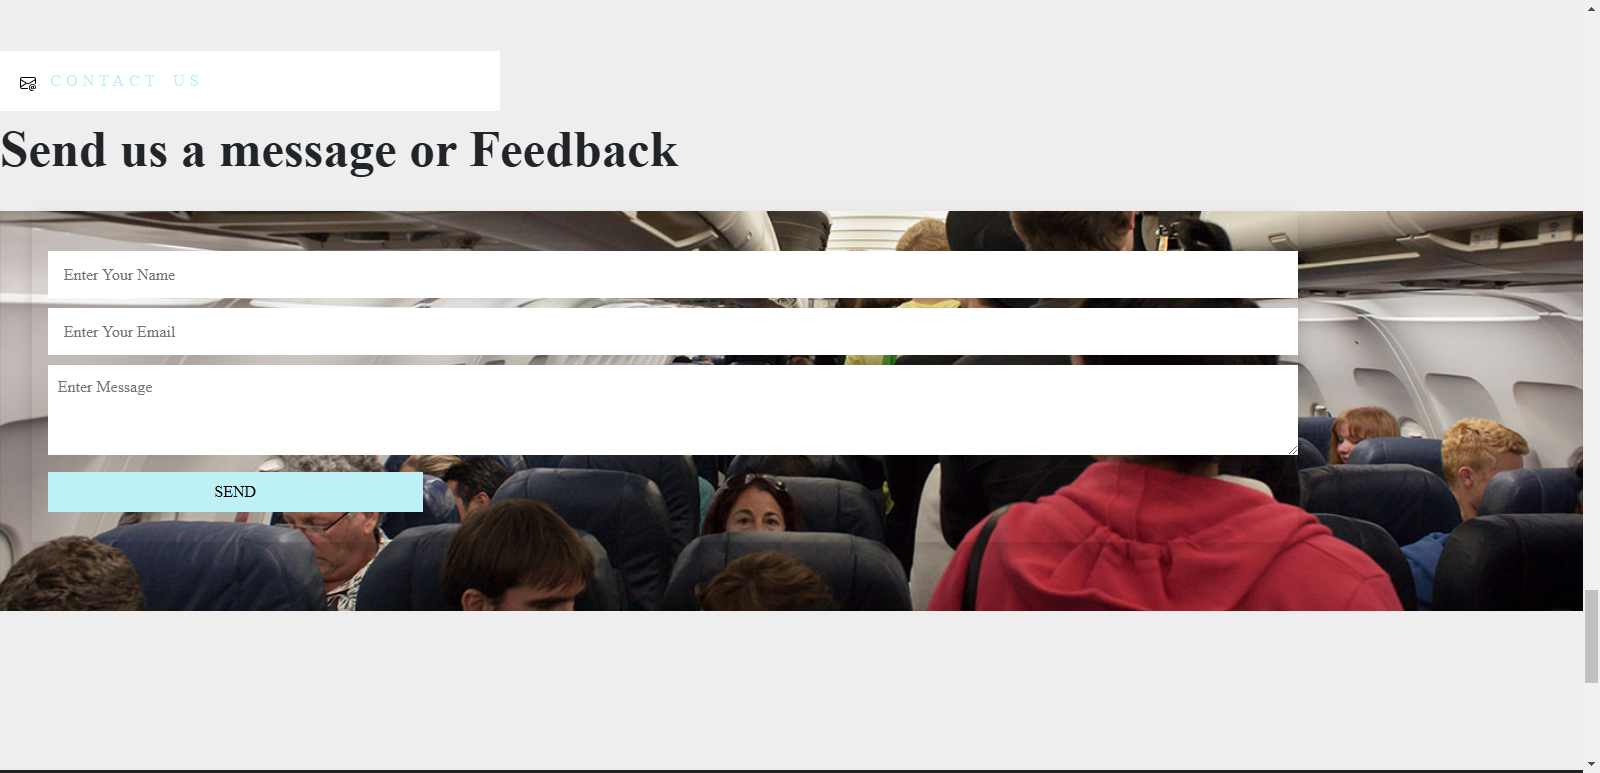 CONTACT US
Send us a message or Feedback
Enter Your Name
Enter Your Email
Enter Message
SEND